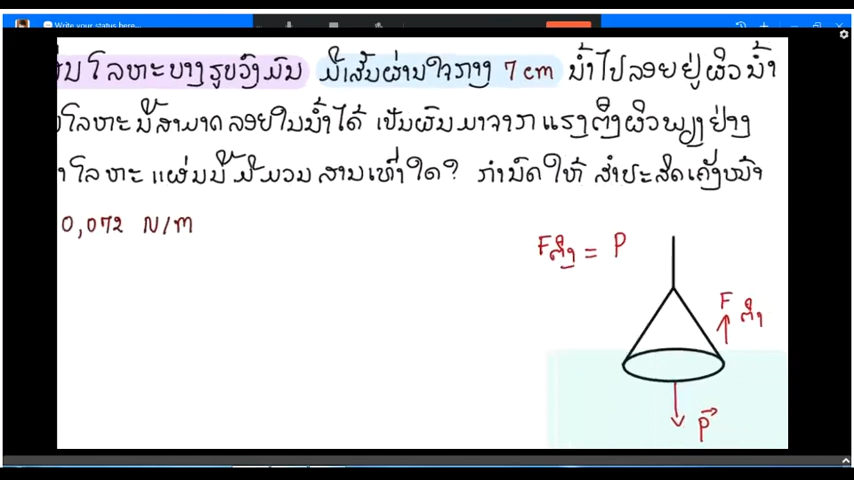 Write your status here...
ໂລຫະບາງຮູບວົງມົນ ມີເສັ້ນຜ່ານໃຈກາງ 7 cm ນໍາໄປລອຍຢູ່ຜິວນໍ້າ
ໂລຫະ ນີ້ສາມາດລອຍໃນນໍ້າໄດ້ ເປັນຜົນມາຈາກ ແຮງຕຶງຜິວພຽງຢ່າງ
ໂລຫະ ແຜ່ນນີ້ ມີມວນສານເທົ່າໃດ? ກໍານົດໃຫ້ ສໍາປະສິດເຄັ່ງໜ້າ
0,072 N/m
Fຕຶງ = P
F ຕຶງ
P